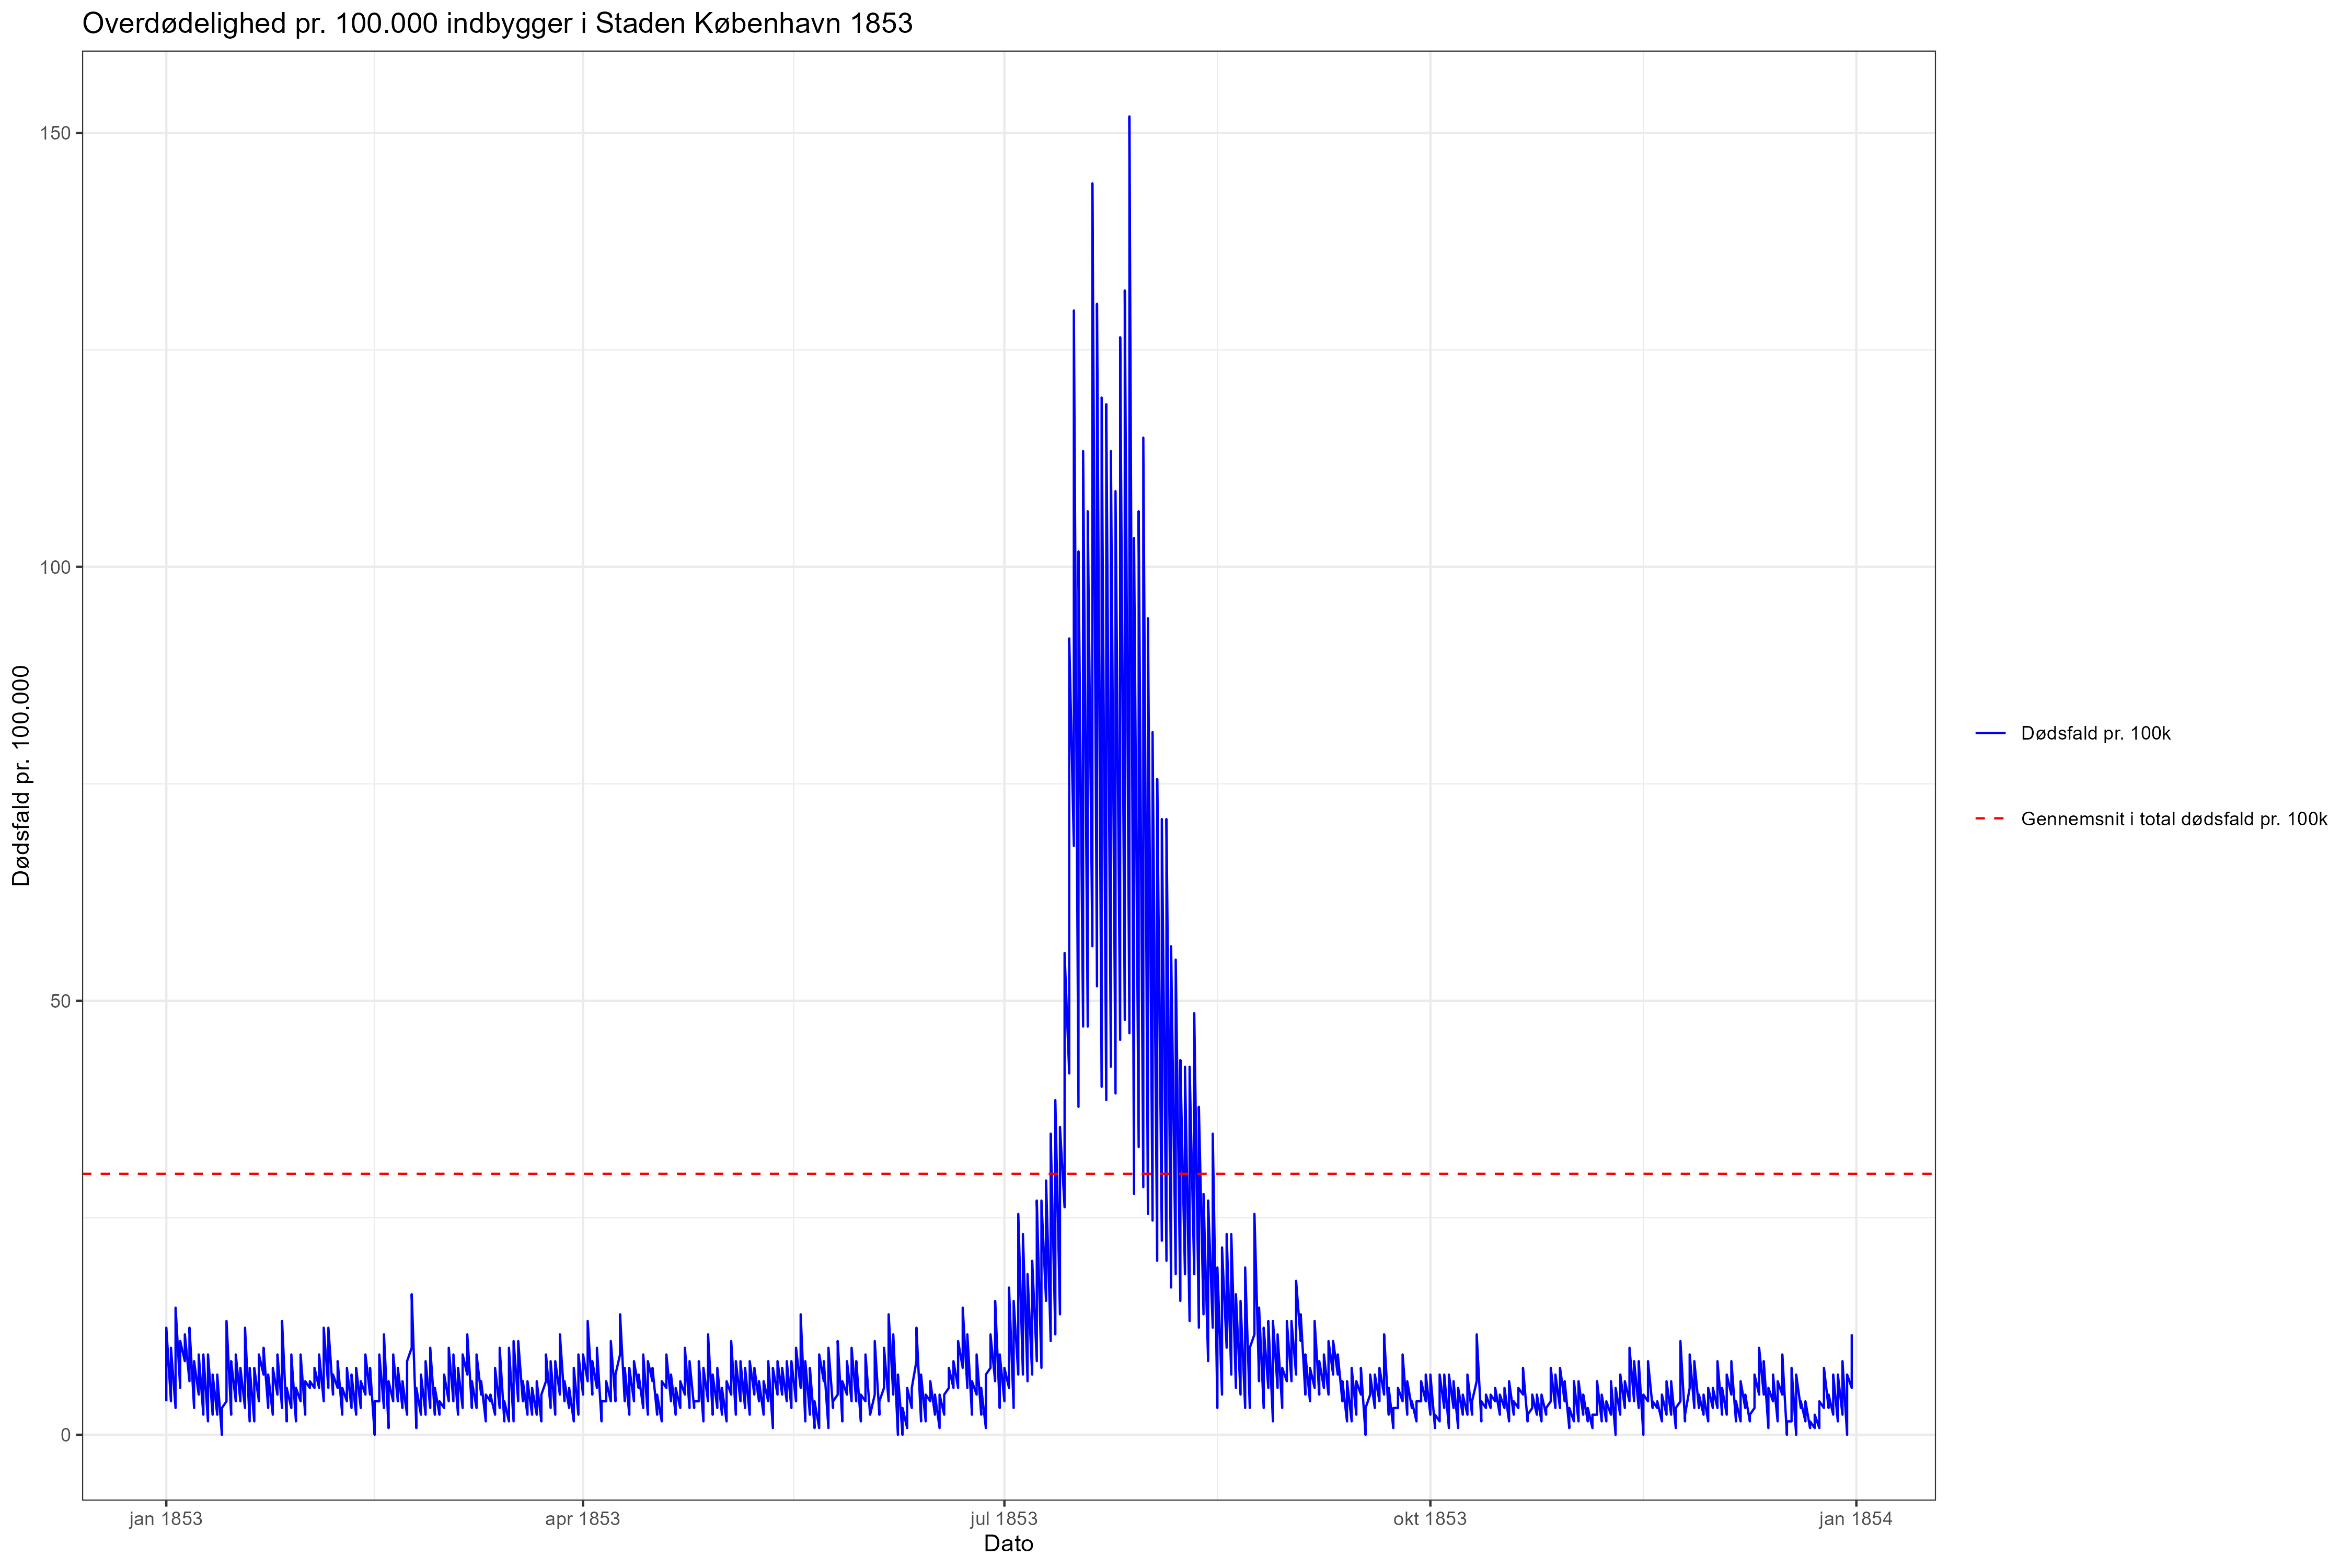 Overdødelighed pr. 100.000 indbygger i Staden København 1853
Dødsfald pr. 100.000
150
100
50
0
jan 1853
apr 1853
jul 1853
okt 1853
jan 1854
Dato
Dødsfald pr. 100k
Gennemsnit i total dødsfald pr. 100k